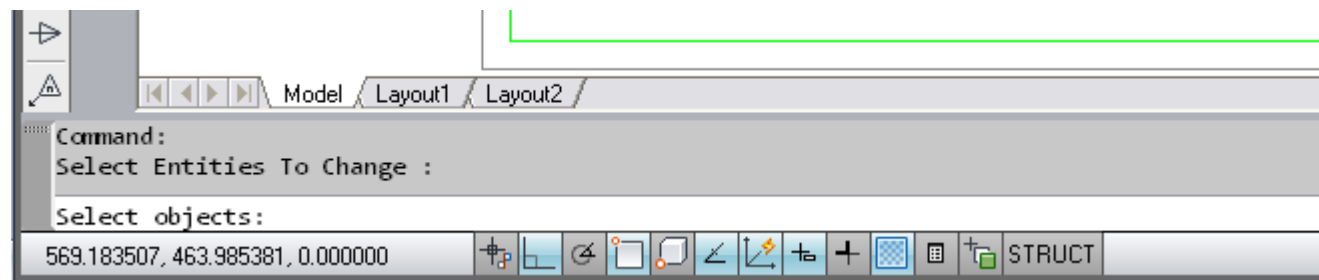 Model Layout1 Layout2
Command:
Select Entities To Change :
Select objects:
569.183507, 463.985381, 0.000000 STRUCT